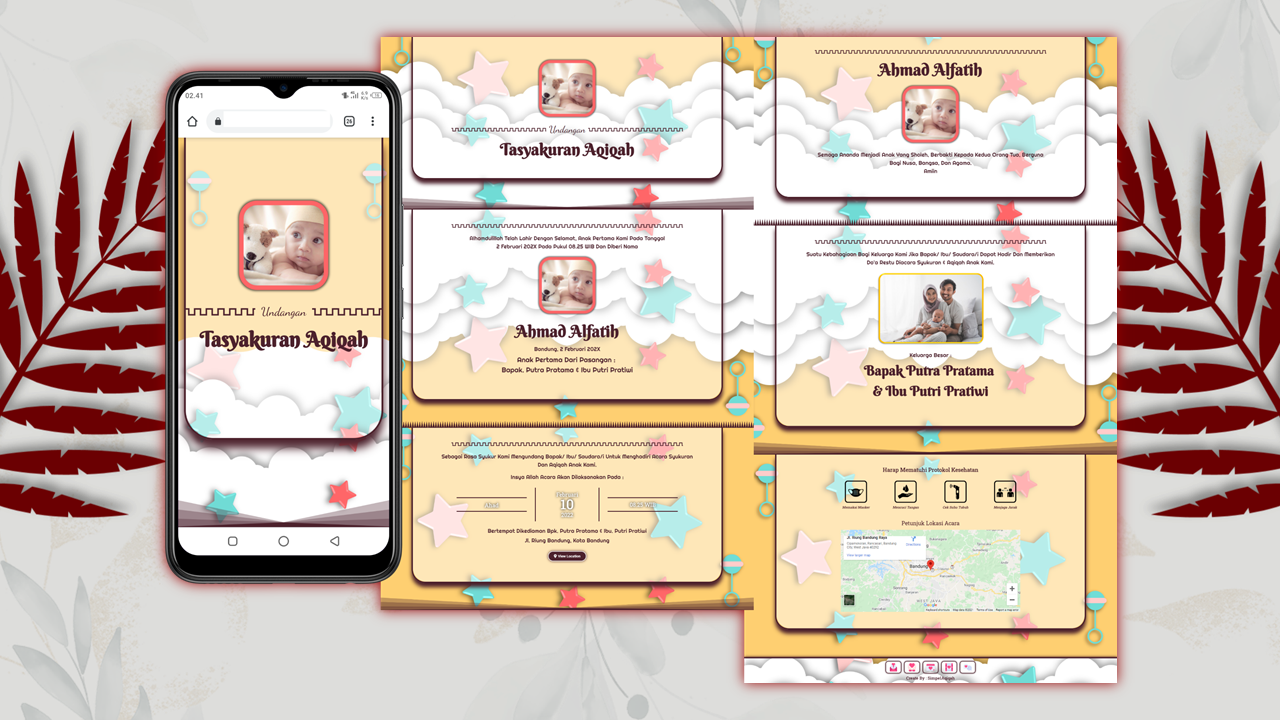 02.41
26
Undangan
Tasyakuran Aqiqah
Undangan
Tasyakuran Aqiqah
Alhamdulillah Telah Lahir Dengan Selamat, Anak Pertama Kami Pada Tanggal
2 Februari 202X Pada Pukul 08.25 WIB Dan Diberi Nama
Ahmad Alfatih
Bandung, 2 Februari 202X
Anak Pertama Dari Pasangan :
Bapak. Putra Pratama & Ibu Putri Pratiwi
Sebagai Rasa Syukur Kami Mengundang Bapak/ Ibu/ Saudara/i Untuk Menghadiri Acara Syukuran
Dan Aqiqah Anak Kami.
Insya Allah Acara Akan Dilaksanakan Pada :
Februari
10
Bertempat Dikediaman Bpk. Putra Pratama & Ibu. Putri Pratiwi
Jl. Riung Bandung, Kota Bandung
View Location
Ahmad Alfatih
Semoga Ananda Menjadi Anak Yang Sholeh, Berbakti Kepada Kedua Orang Tua, Berguna
Bagi Nusa, Bangsa, Dan Agama.
Amiin
Suatu Kebahagiaan Bagi Keluarga Kami Jika Bapak/ Ibu/ Saudara/i Dapat Hadir Dan Memberikan
Do'a Restu Diacara Syukuran & Aqiqah Anak Kami.
Keluarga Besar :
Bapak Putra Pratama
& Ibu Putri Pratiwi
Harap Mematuhi Protokol Kesehatan
Memakai Masker
Mencuci Tangan
Cek Suhu Tubuh
Menjaga Jarak
Petunjuk Lokasi Acara
Jl. Riung Bandung Raya
Directions
View larger map
Bandung
Google